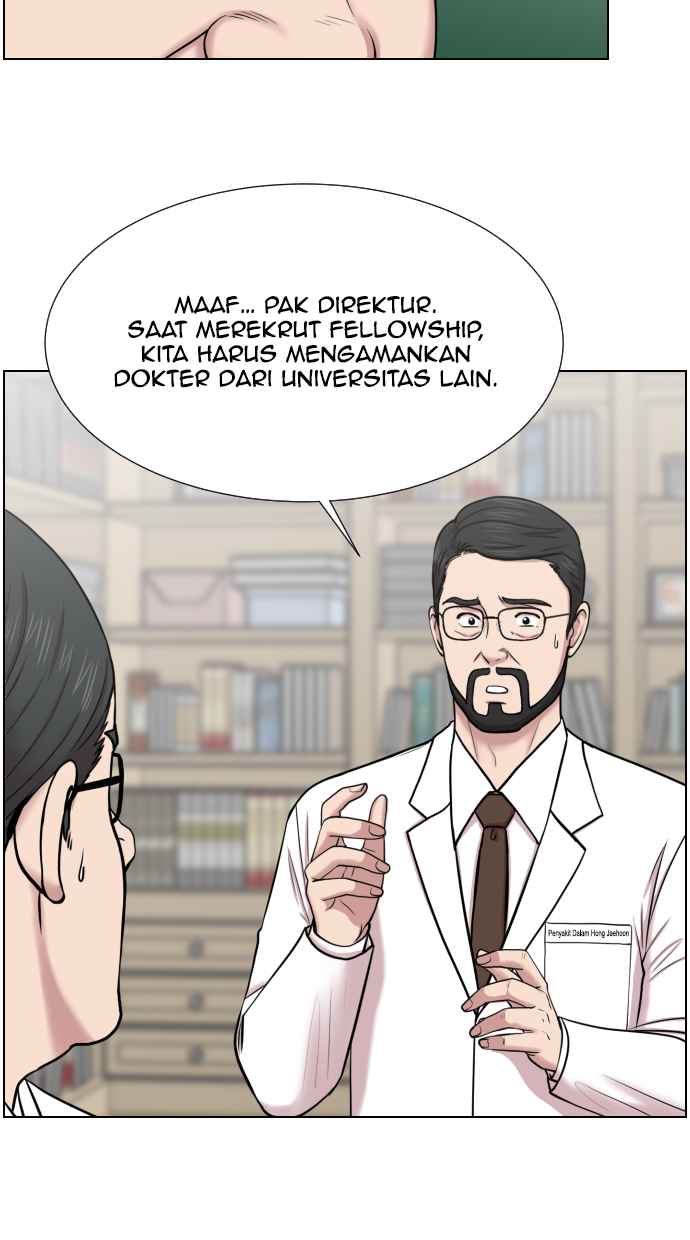 MAAF... PAK DIREKTUR.
SAAT MEREKRUT FELLOWSHIP,
KITA HARUS MENGAMANKAN
DOKTER DARI UNIVERSITAS LAIN.
Penyakit Dalam Hong Jaehoon